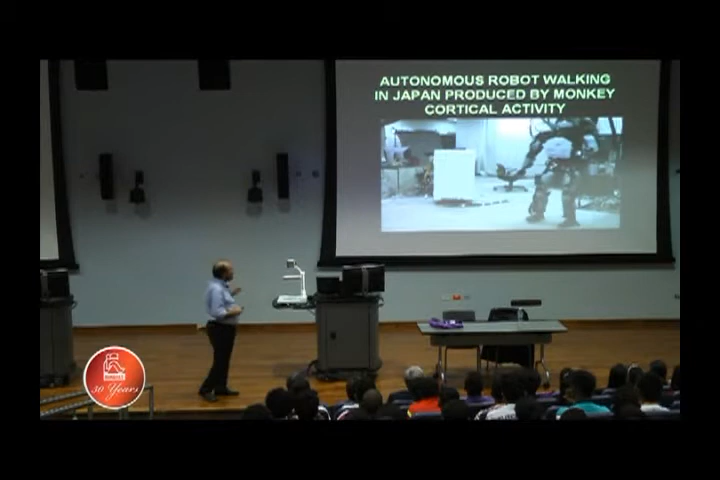 AUTONOMOUS ROBOT WALKING
IN JAPAN PRODUCED BY MONKEY
CORTICAL ACTIVITY
30 Years